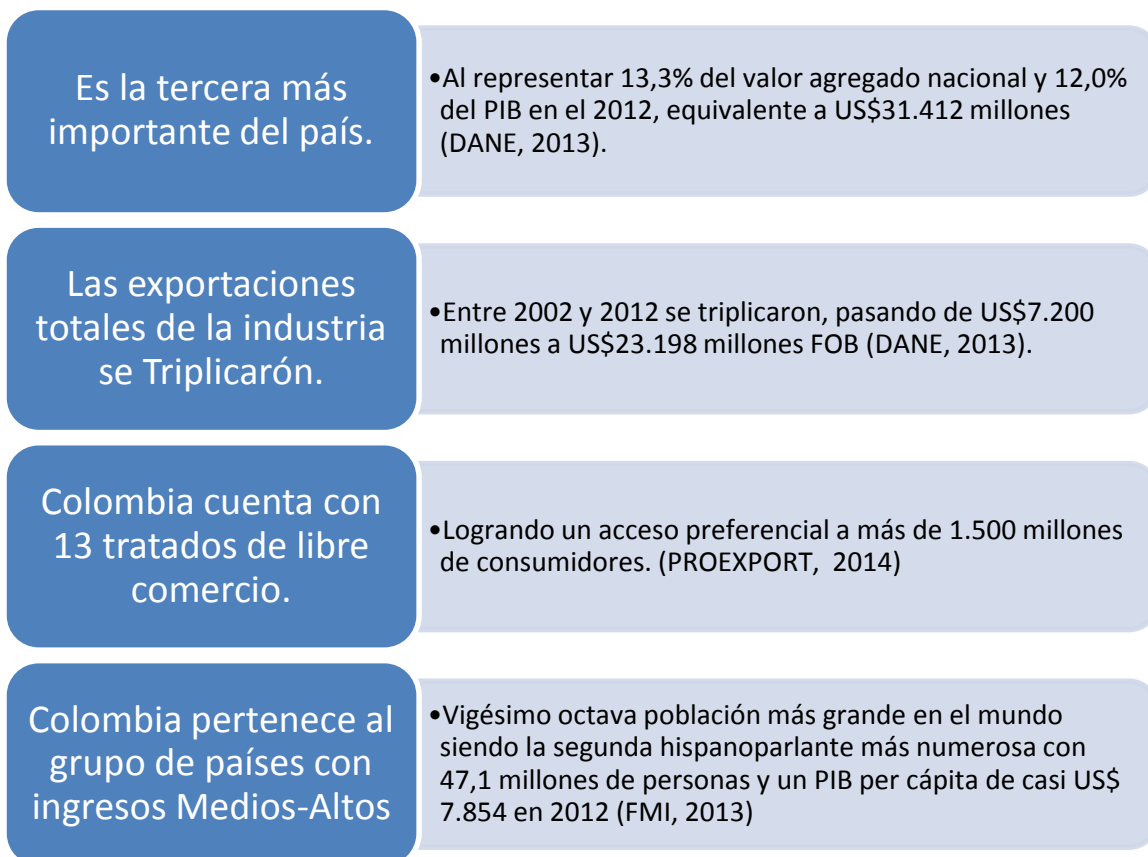 Es la tercera más
importante del país.
•Al representar 13,3% del valor agregado nacional y 12,0%
del PIB en el 2012, equivalente a US$31.412 millones
(DANE, 2013).
Las exportaciones
totales de la industria
se Triplicarón.
•Entre 2002 y 2012 se triplicaron, pasando de US$7.200
millones a US$23.198 millones FOB (DANE, 2013).
Colombia cuenta con
13 tratados de libre
comercio.
•Logrando un acceso preferencial a más de 1.500 millones
de consumidores. (PROEXPORT, 2014)
Colombia pertenece al
grupo de países con
ingresos Medios-Altos
•Vigésimo octava población más grande en el mundo
siendo la segunda hispanoparlante más numerosa con
47,1 millones de personas y un PIB per cápita de casi US$
7.854 en 2012 (FMI, 2013)